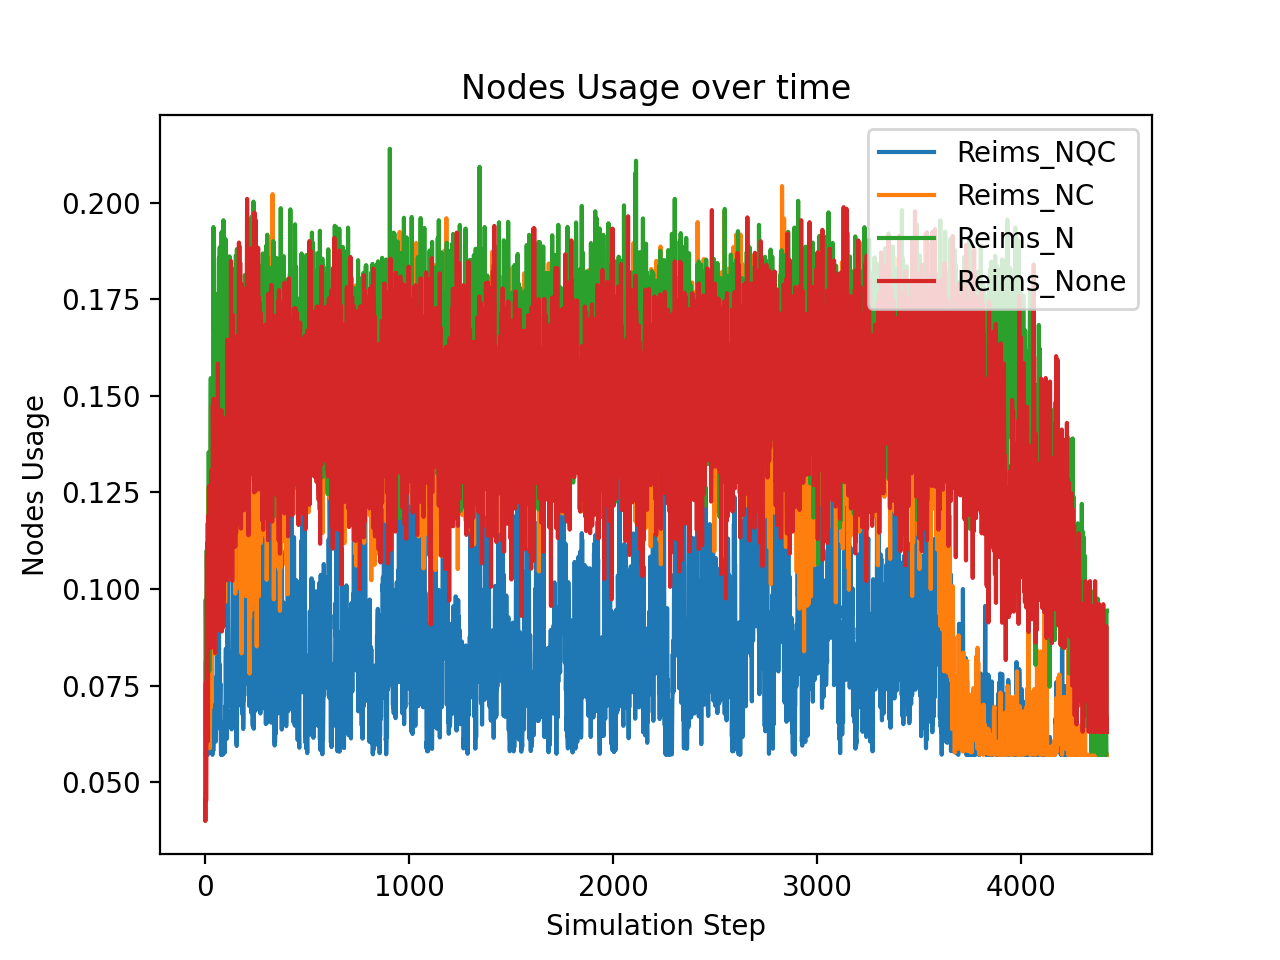 Nodes Usage over time
Reims_NQC
Reims_NC
Reims_N
Reims_None
Nodes Usage
0.200
0.175
0.150
0.125
0.100
0.075
0.050
0
1000
2000
3000
4000
Simulation Step